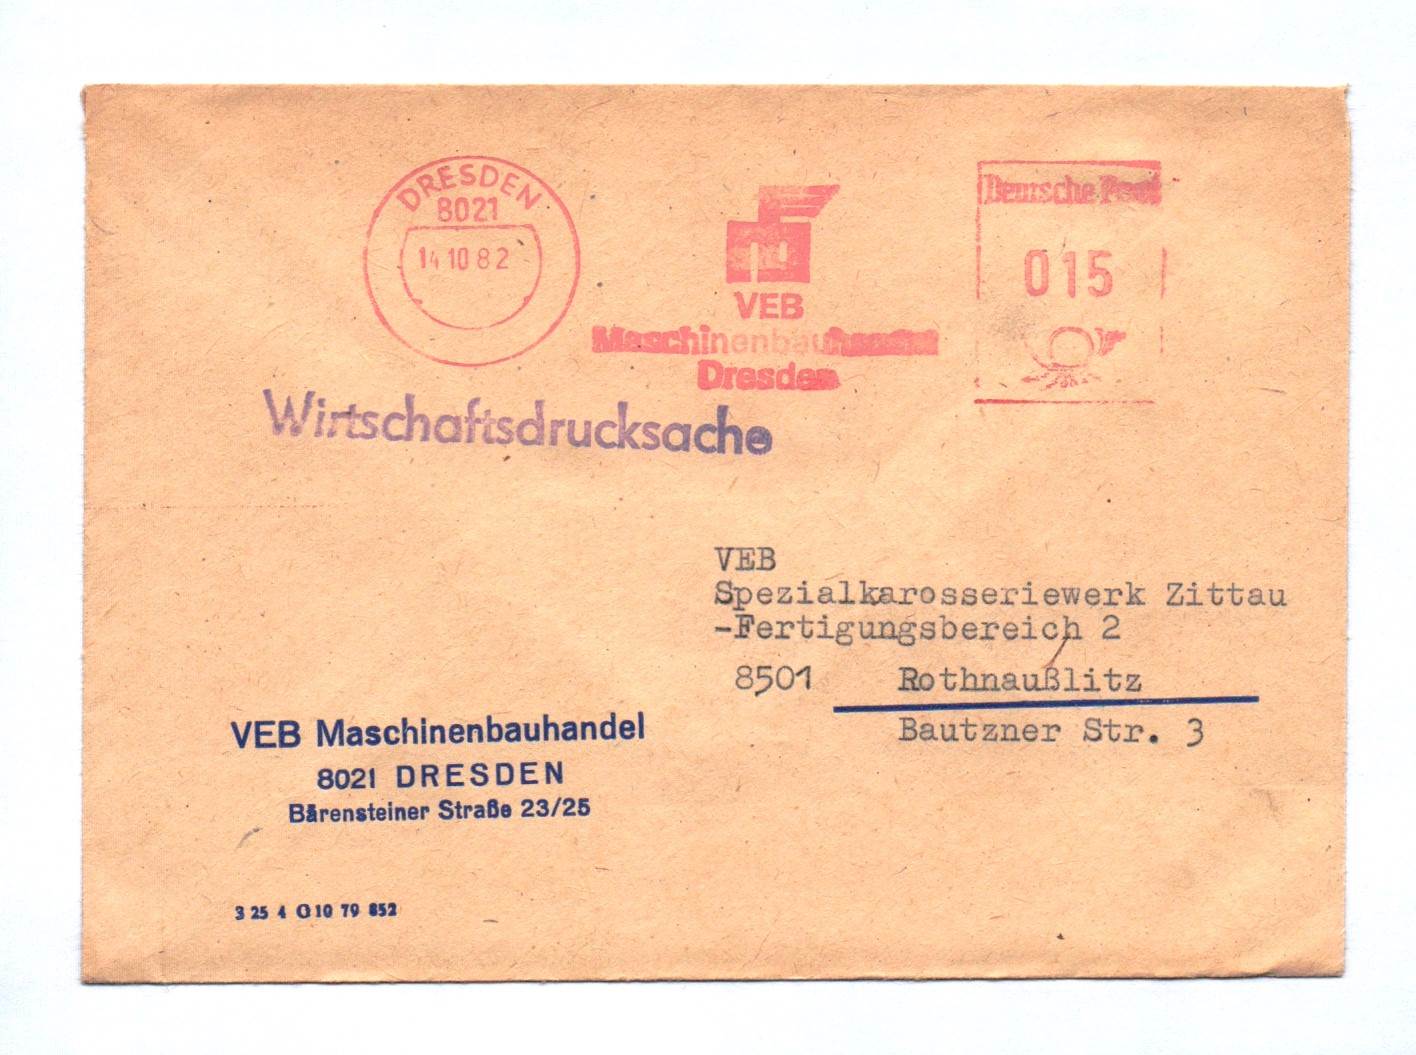 DRESDEN
8021
14.10.82
VEB
Maschinenbauhandel
Dresden
Deutsche Post
015
Wirtschaftsdrucksache
VEB
Spezialkarosseriewerk Zittau
-Fertigungsbereich 2
8501 Rothnaußlitz
Bautzner Str. 3
VEB Maschinenbauhandel
8021 DRESDEN
Bärensteiner Straße 23/25
3 25 4 G 10 79 852